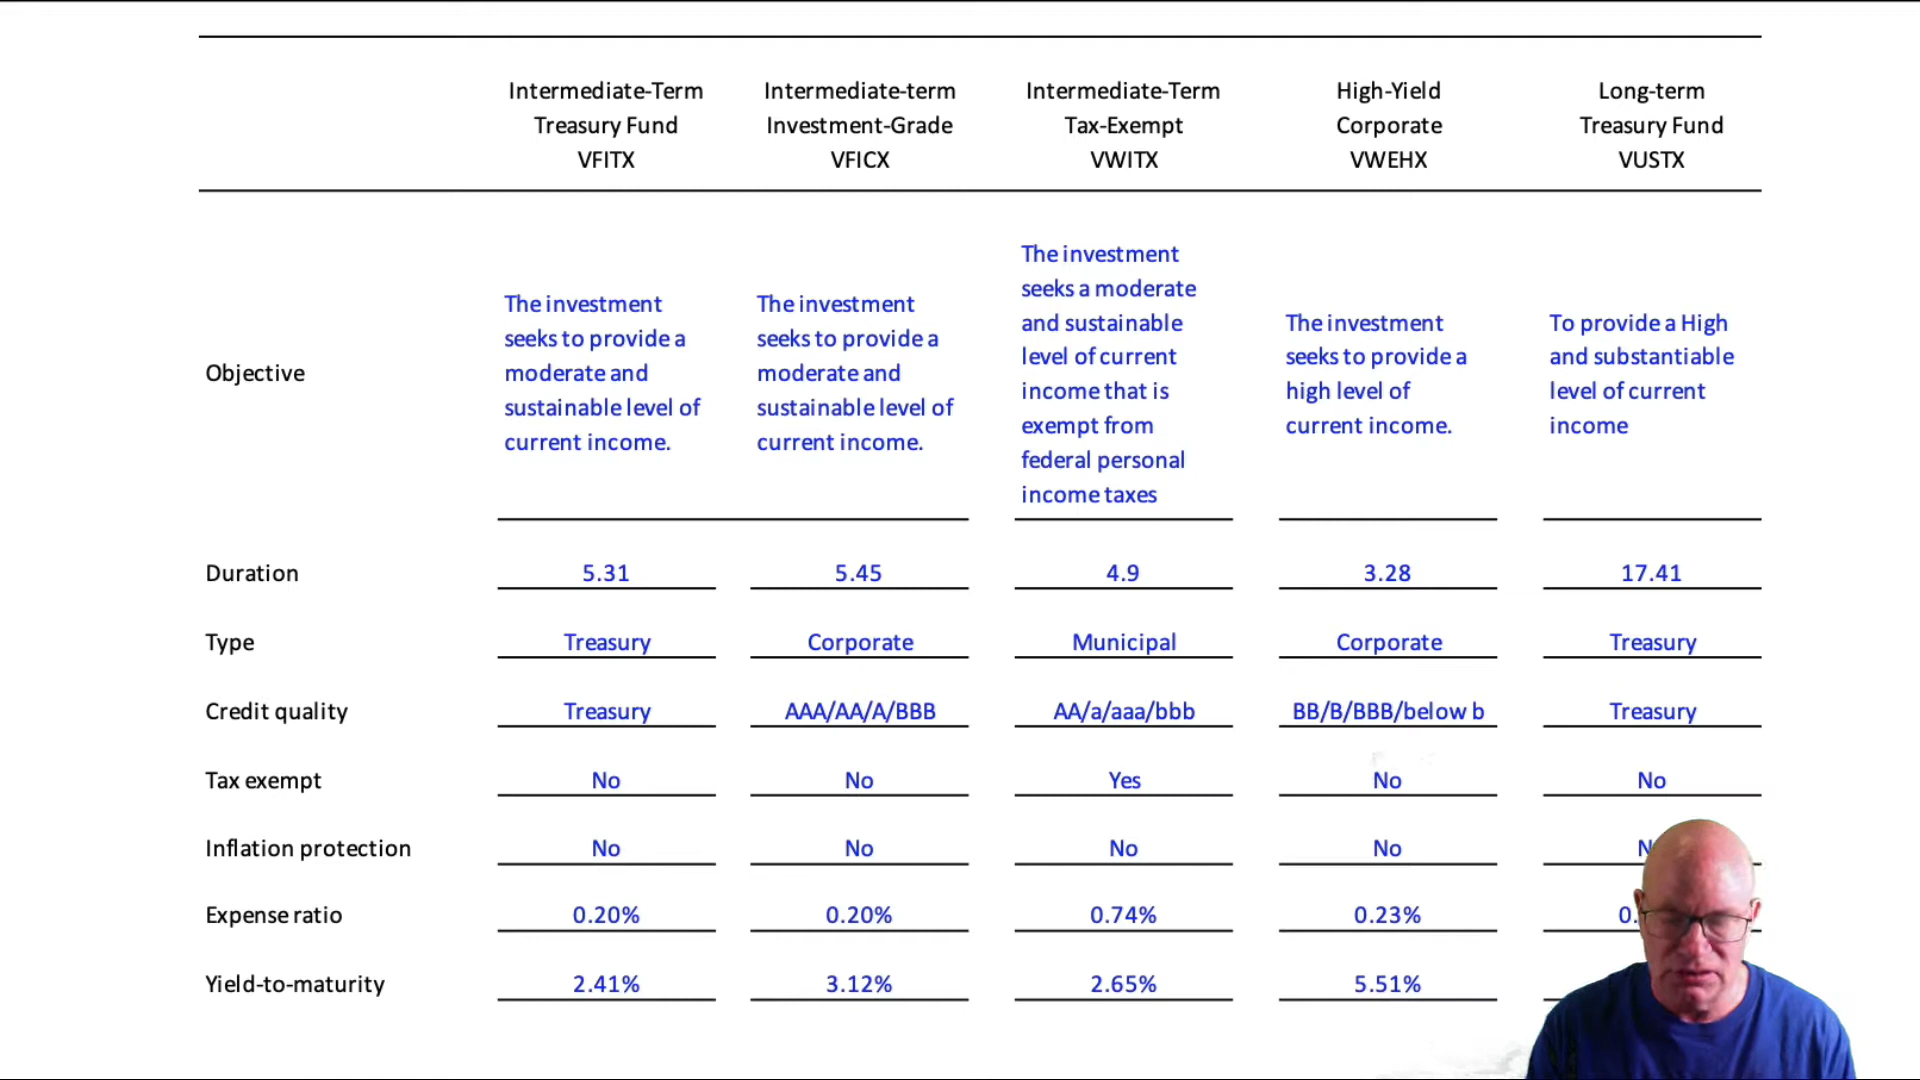 Intermediate-Term Treasury Fund VFITX
Intermediate-term Investment-Grade VFICX
Intermediate-Term Tax-Exempt VWITX
High-Yield Corporate VWEHX
Long-term Treasury Fund VUSTX
Objective
The investment
seeks to provide a
moderate and
sustainable level of
current income.
The investment
seeks to provide a
moderate and
sustainable level of
current income.
The investment
seeks a moderate
and sustainable
level of current
income that is
exempt from
federal personal
income taxes
The investment
seeks to provide a
high level of
current income.
To provide a High
and substantiable
level of current
income
Duration 5.31 5.45 4.9 3.28 17.41
Type Treasury Corporate Municipal Corporate Treasury
Credit quality Treasury AAA/AA/A/BBB AA/a/aaa/bbb BB/B/BBB/below b Treasury
Tax exempt No No Yes No No
Inflation protection No No No No
Expense ratio 0.20% 0.20% 0.74% 0.23%
Yield-to-maturity 2.41% 3.12% 2.65% 5.51%